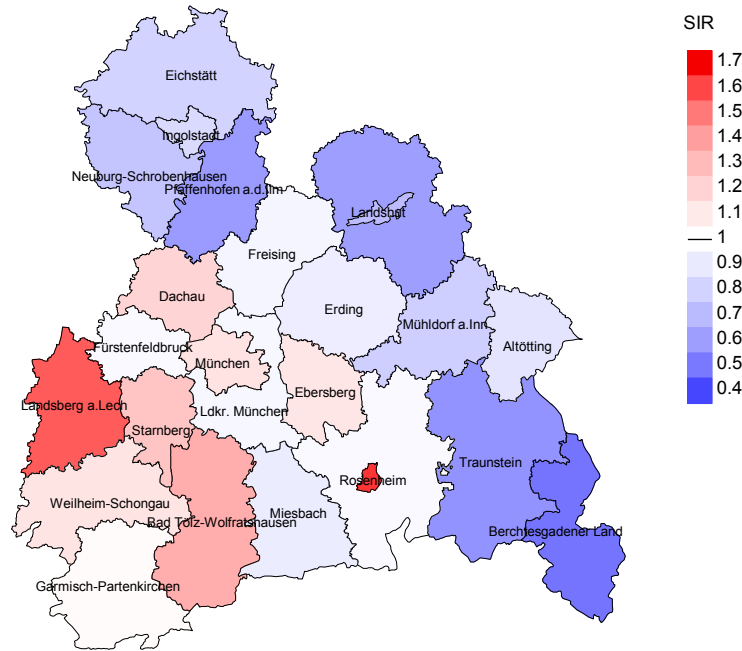 SIR
1.7
1.6
1.5
1.4
1.3
1.2
1.1
1
0.9
0.8
0.7
0.6
0.5
0.4
Eichstätt
Ingolstadt
Neuburg-Schrobenhausen
Pfaffenhofen a.d.Ilm
Landshut
Freising
Dachau
Erding
Mühldorf a.Inn
Altötting
Fürstenfeldbruck
München
Ebersberg
Landsberg a.Lech
Ldkr. München
Starnberg
Traunstein
Rosenheim
Weilheim-Schongau
Miesbach
Bad Tölz-Wolfratshausen
Berchtesgadener Land
Garmisch-Partenkirchen